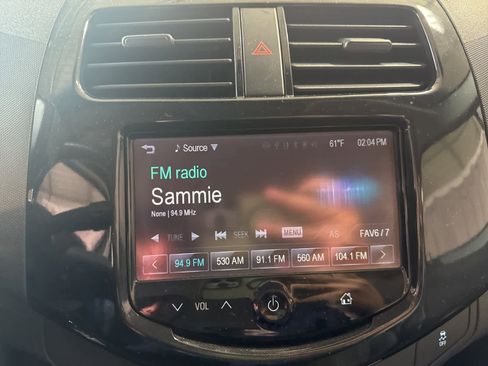 Source 61°F 02:04 PM
FM radio
Sammie
None | 94.9 MHz
TUNE SEEK MENU AS FAV6 / 7
94.9 FM 530 AM 91.1 FM 560 AM 104.1 FM
VOL
OFF